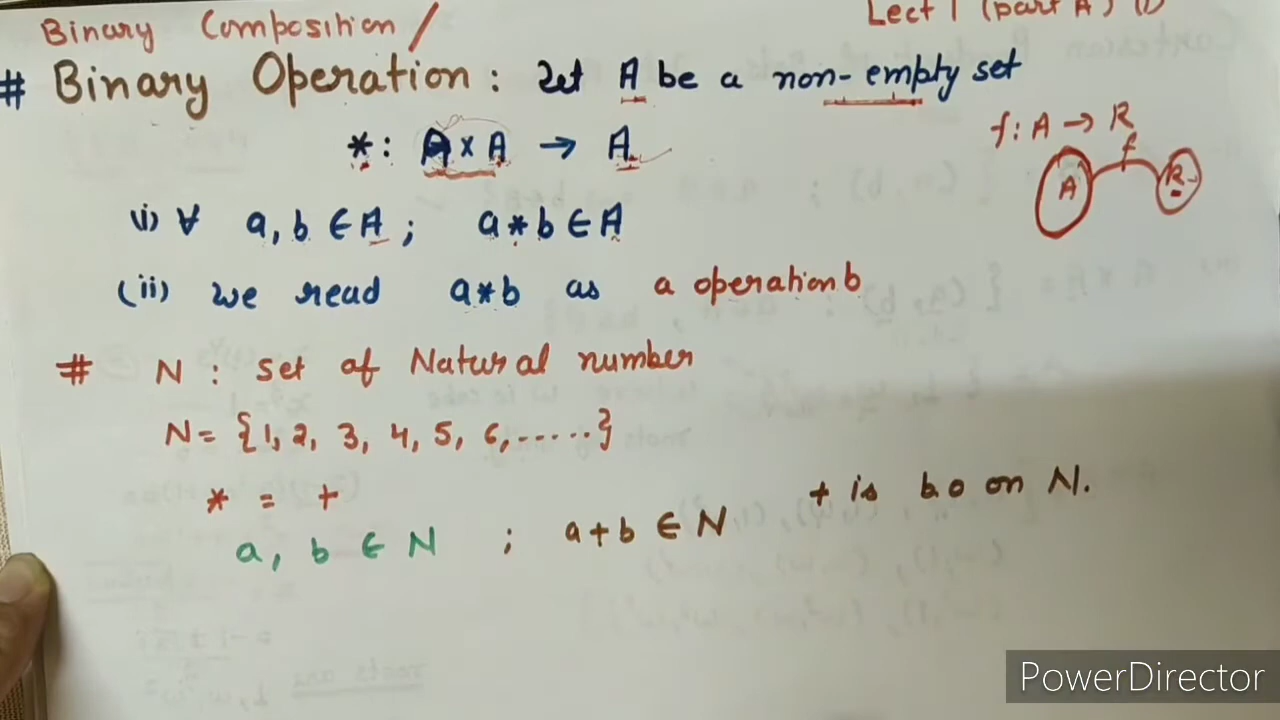 Binary Composition /
Lect 1 (part A) (1)
# Binary Operation : Let A be a non-empty set
* : A × A → A
f : A → R
f
A
R
(i) ∀ a, b ∈ A ; a * b ∈ A
(ii) we read a * b as a operation b
# N : set of Natural number
N = {1, 2, 3, 4, 5, 6, .....}
* = +
+ is b.o on N.
a, b ∈ N ; a + b ∈ N
PowerDirector